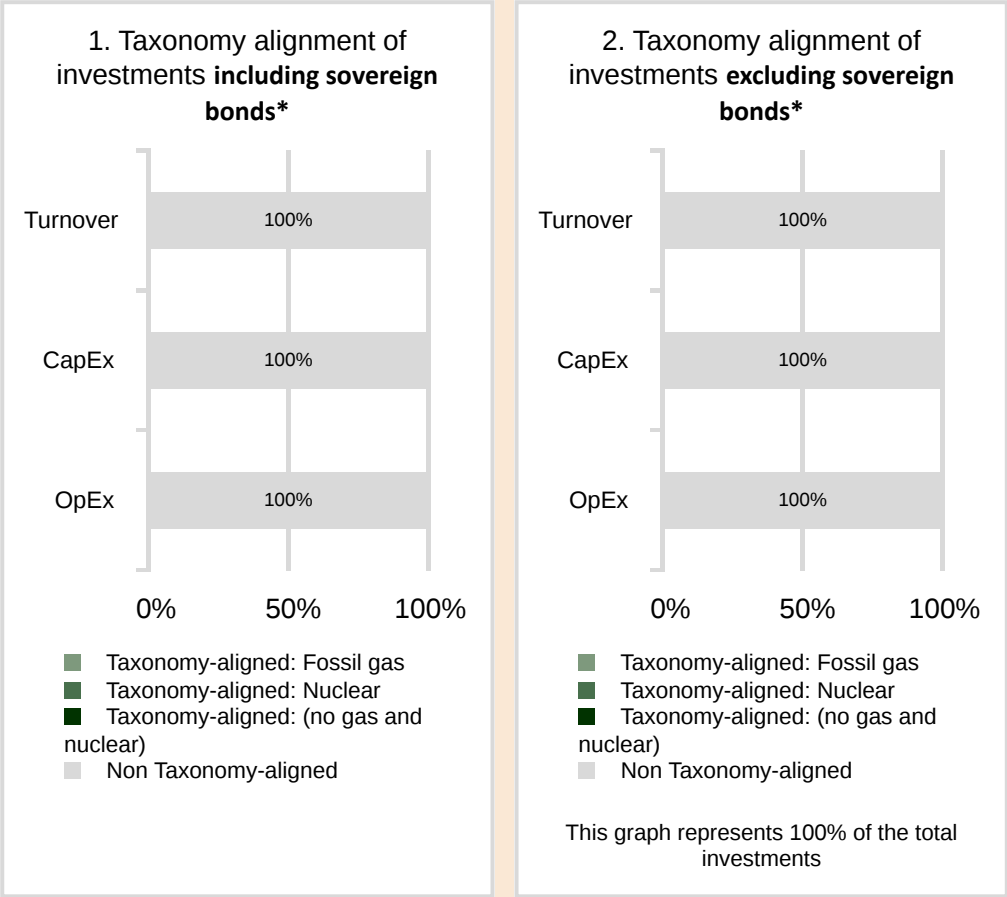 1. Taxonomy alignment of
investments including sovereign
bonds*
Turnover
100%
CapEx
100%
OpEx
100%
0%
50%
100%
Taxonomy-aligned: Fossil gas
Taxonomy-aligned: Nuclear
Taxonomy-aligned: (no gas and
nuclear)
Non Taxonomy-aligned
2. Taxonomy alignment of
investments excluding sovereign
bonds*
Turnover
100%
CapEx
100%
OpEx
100%
0%
50%
100%
Taxonomy-aligned: Fossil gas
Taxonomy-aligned: Nuclear
Taxonomy-aligned: (no gas and
nuclear)
Non Taxonomy-aligned
This graph represents 100% of the total
investments